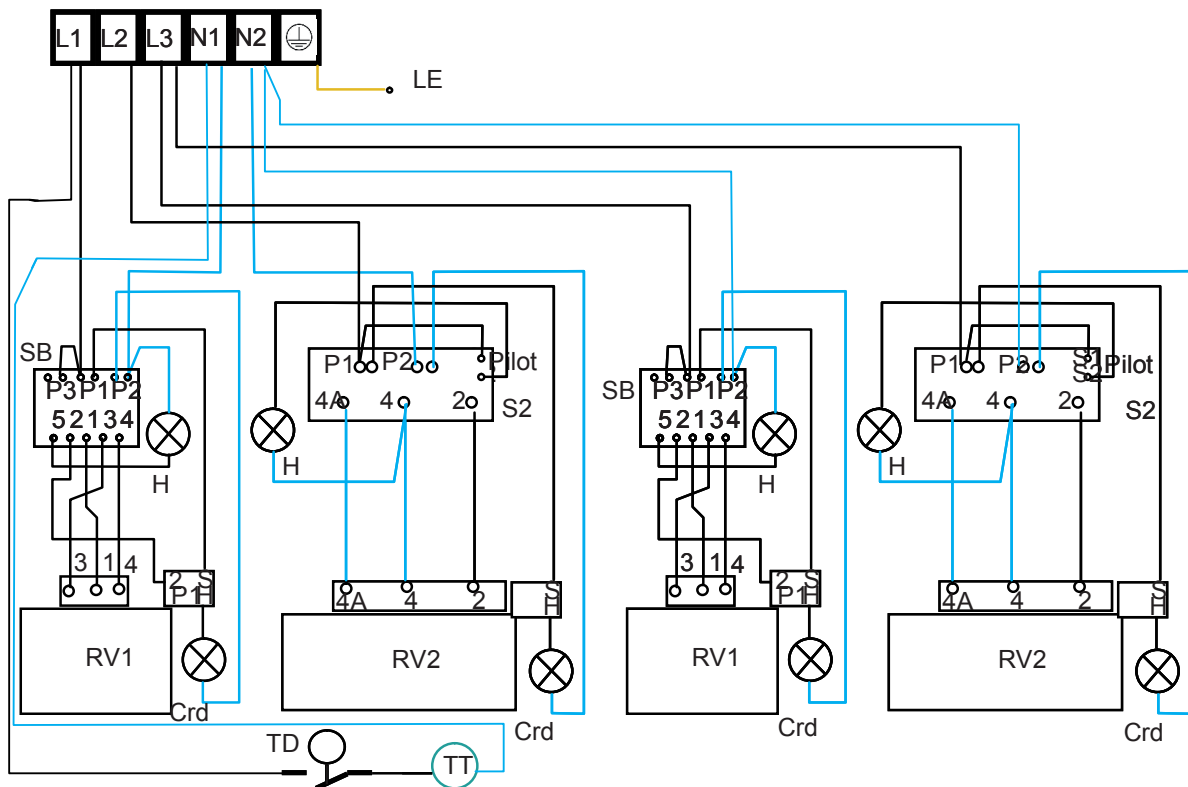 L1 L2 L3 N1 N2
LE
SB P3 P1 P2
5 2 1 3 4
H
P1 P2 Pilot
4A 4 2 S2
H
SB P3 P1 P2
5 2 1 3 4
H
P1 P2 S1 Pilot
S2
4A 4 2 S2
H
3 1 4
2 S
P1 H
4A 4 2
S
H
3 1 4
2 S
P1 H
4A 4 2
S
H
RV1 RV2 RV1 RV2
Crd Crd Crd Crd
TD TT